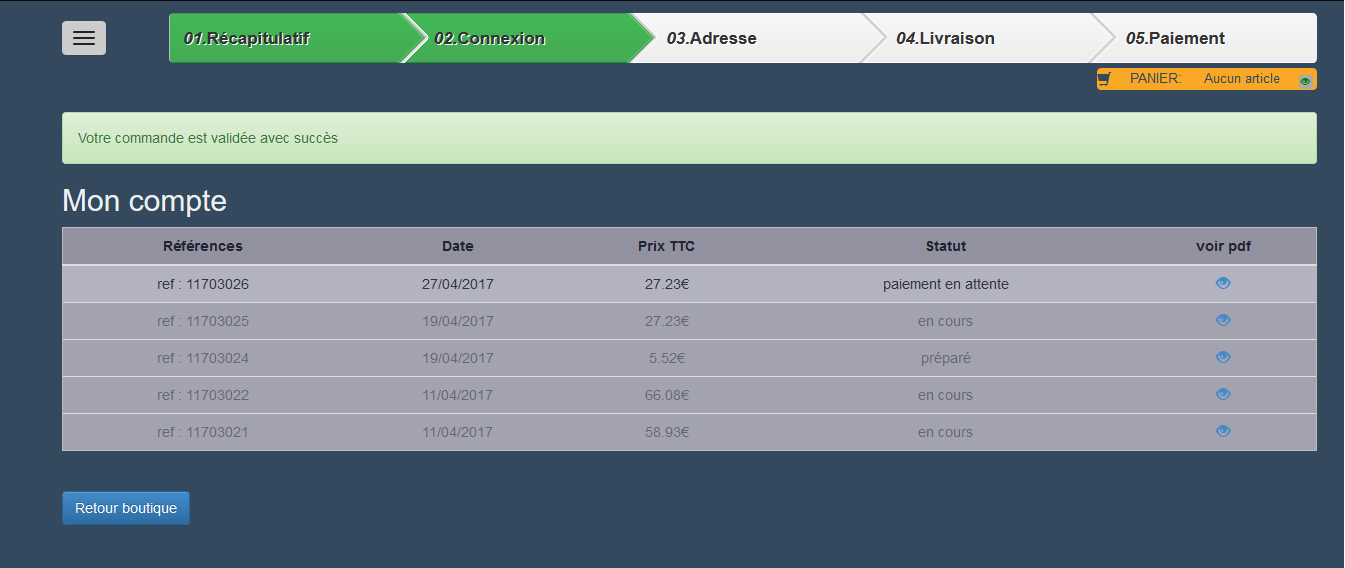 01.Récapitulatif 02.Connexion 03.Adresse 04.Livraison 05.Paiement
PANIER: Aucun article
Votre commande est validée avec succès
Mon compte
Références Date Prix TTC Statut voir pdf
ref : 11703026 27/04/2017 27.23€ paiement en attente
ref : 11703025 19/04/2017 27.23€ en cours
ref : 11703024 19/04/2017 5.52€ préparé
ref : 11703022 11/04/2017 66.08€ en cours
ref : 11703021 11/04/2017 58.93€ en cours
Retour boutique